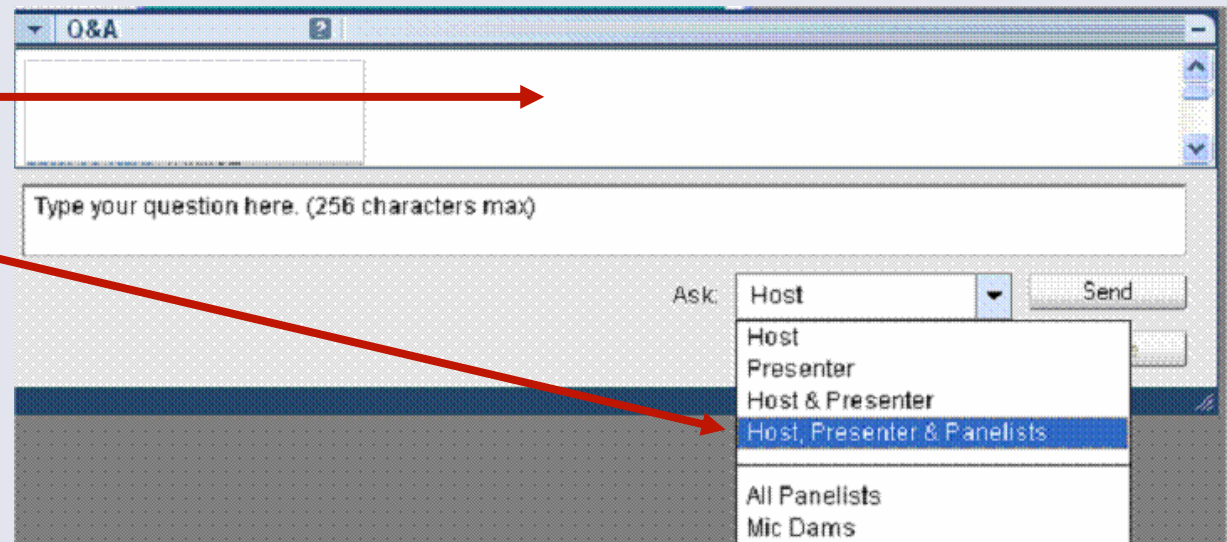 Q&A ?
Type your question here. (256 characters max)
Ask: Host Send
Host
Presenter
Host & Presenter
Host, Presenter & Panelists
All Panelists
Mic Dams